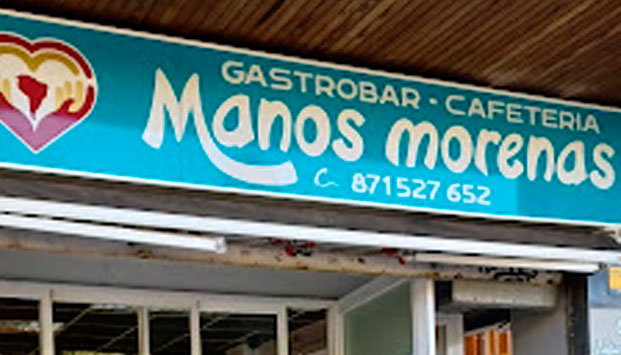 GASTROBAR · CAFETERIA
Manos morenas
871527 652